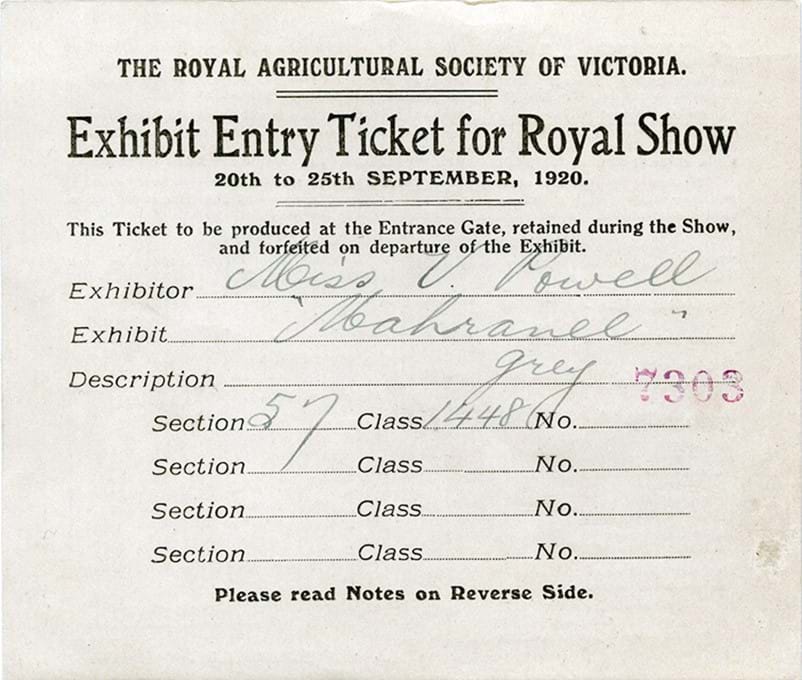 THE ROYAL AGRICULTURAL SOCIETY OF VICTORIA.
Exhibit Entry Ticket for Royal Show
20th to 25th SEPTEMBER, 1920.
This Ticket to be produced at the Entrance Gate, retained during the Show,
and forfeited on departure of the Exhibit.
Exhibitor Miss V. Powell
Exhibit "Mahranee"
Description grey 7303
Section 57 Class 1448 No.
Section Class No.
Section Class No.
Section Class No.
Please read Notes on Reverse Side.